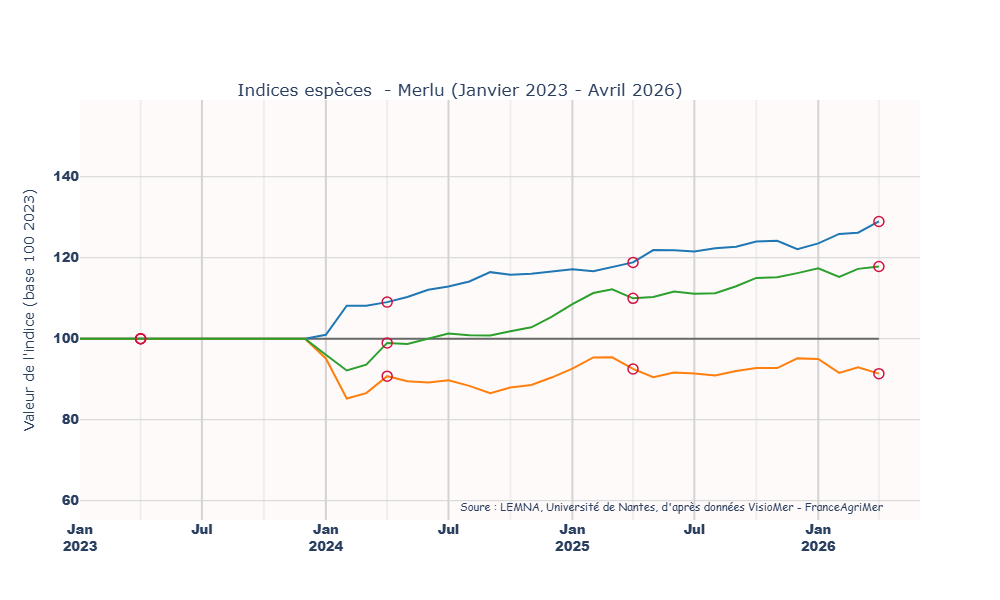 Indices espèces  - Merlu (Janvier 2023 - Avril 2026)
Valeur de l'indice (base 100 2023)
140
120
100
80
60
Soure : LEMNA, Université de Nantes, d'après données VisioMer - FranceAgriMer
Jan
2023
Jul
Jan
2024
Jul
Jan
2025
Jul
Jan
2026